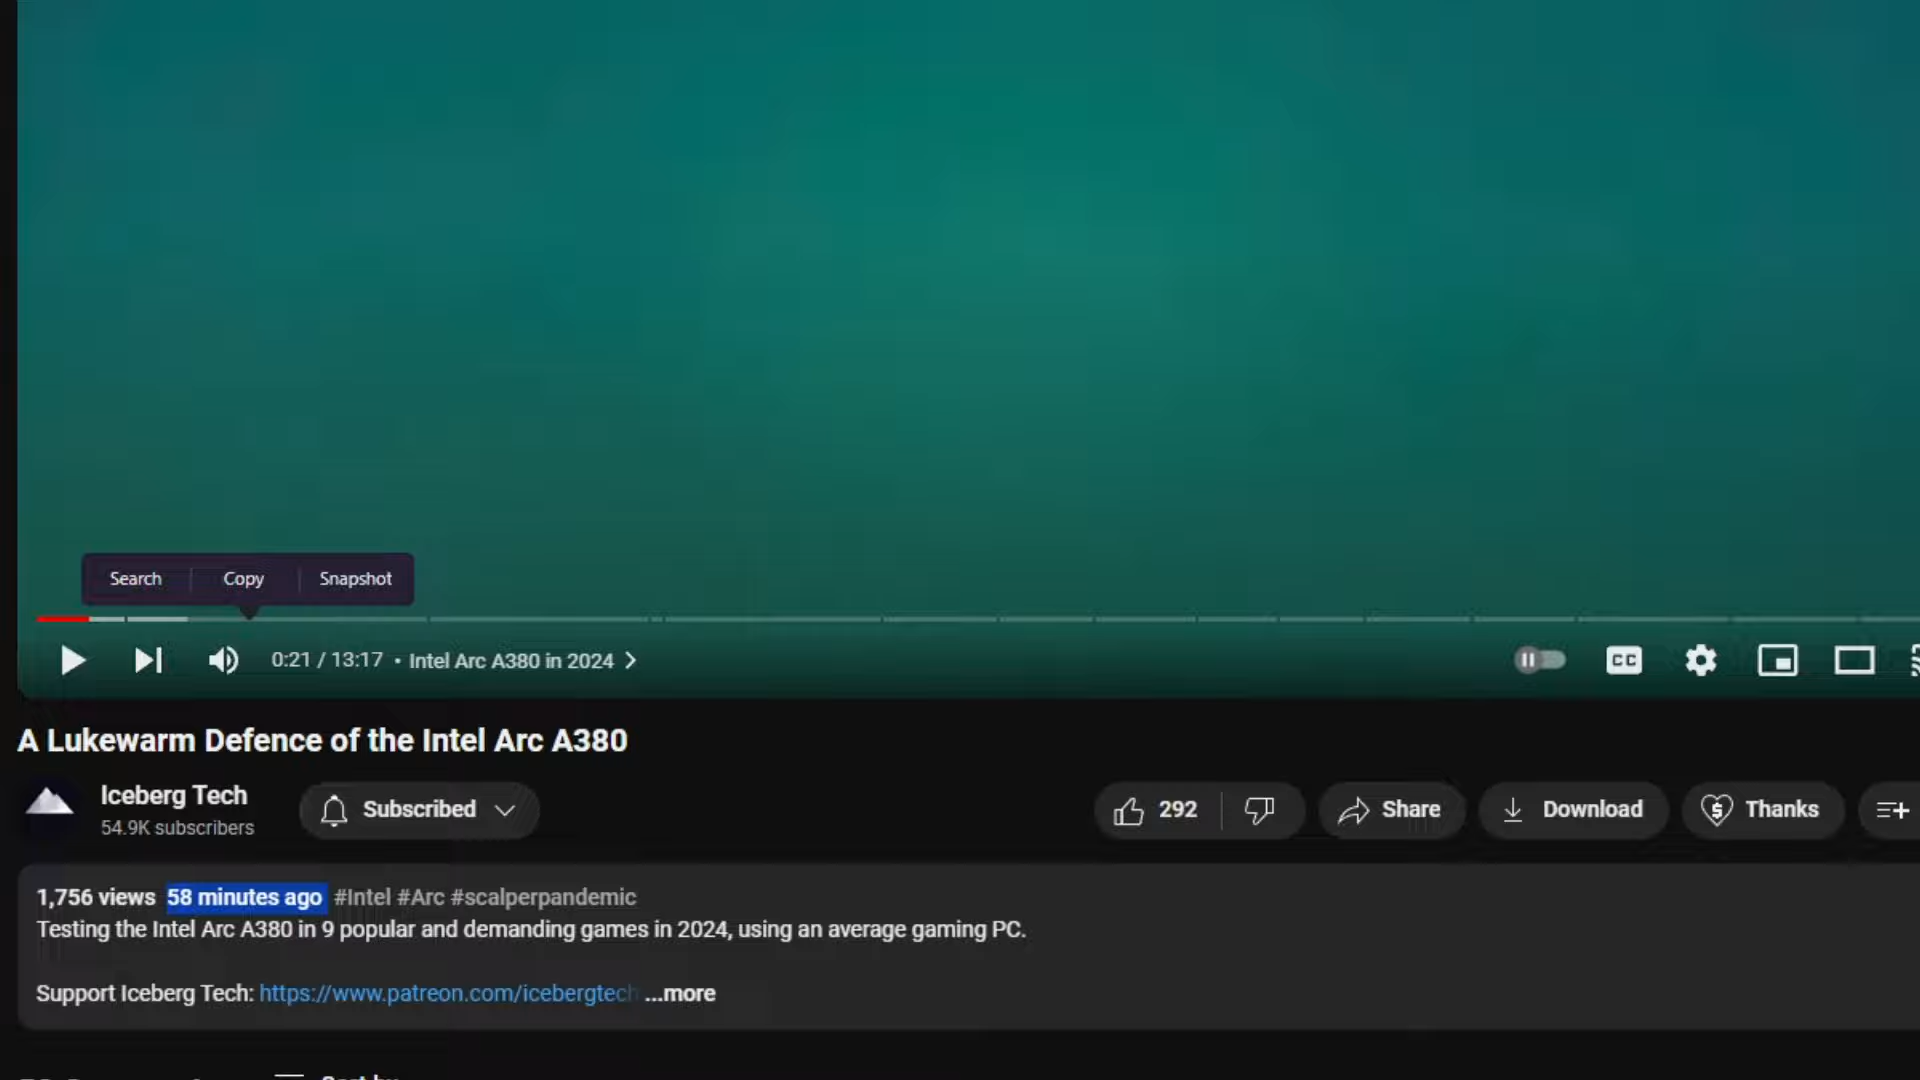 Search Copy Snapshot
0:21 / 13:17 • Intel Arc A380 in 2024
CC
A Lukewarm Defence of the Intel Arc A380
Iceberg Tech
54.9K subscribers
Subscribed
292
Share
Download
Thanks
1,756 views 58 minutes ago #Intel #Arc #scalperpandemic
Testing the Intel Arc A380 in 9 popular and demanding games in 2024, using an average gaming PC.
Support Iceberg Tech: https://www.patreon.com/icebergtech ...more
Sort by